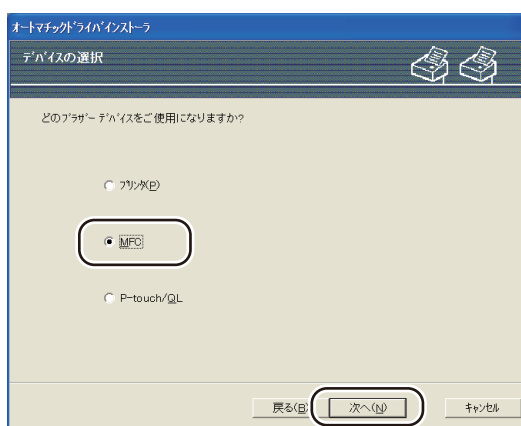 オートマチックドライバインストーラ
デバイスの選択
どのブラザー デバイスをご使用になりますか?
プリンタ(P)
MFC
P-touch/QL
戻る(B) 次へ(N) キャンセル